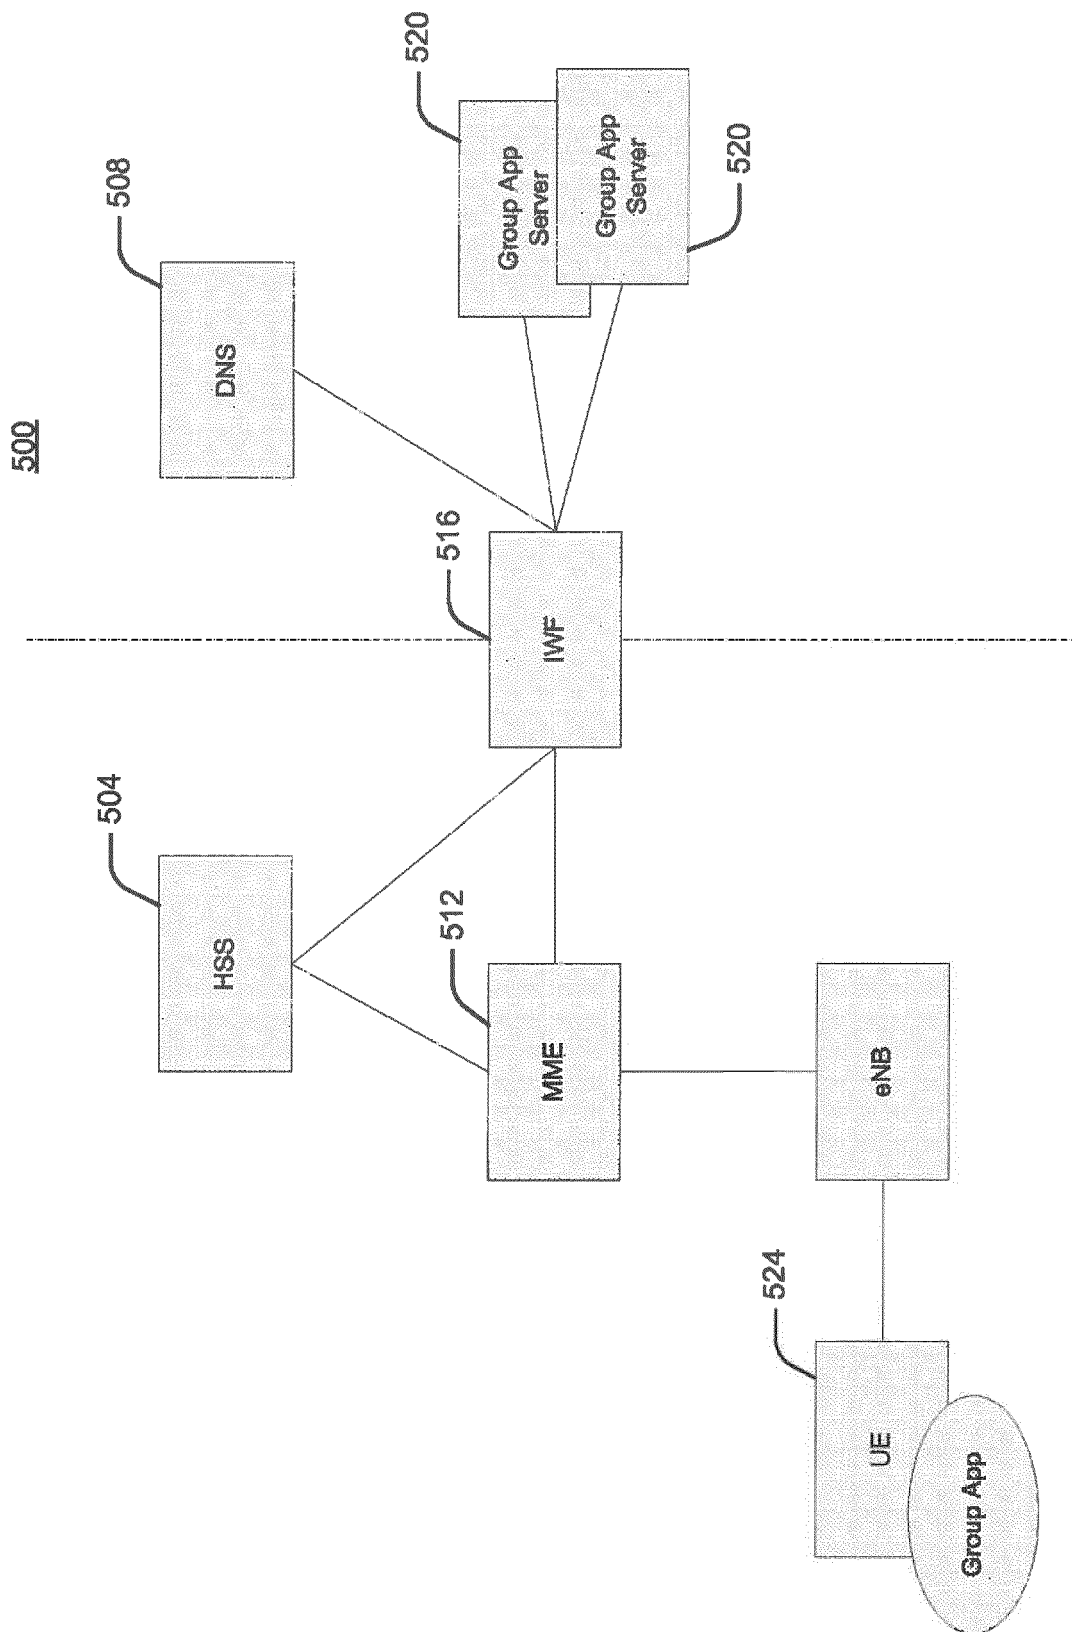 500
504
HSS
508
DNS
512
MME
516
IWF
520
Group App
Server
Group App
Server
520
524
UE
Group App
eNB